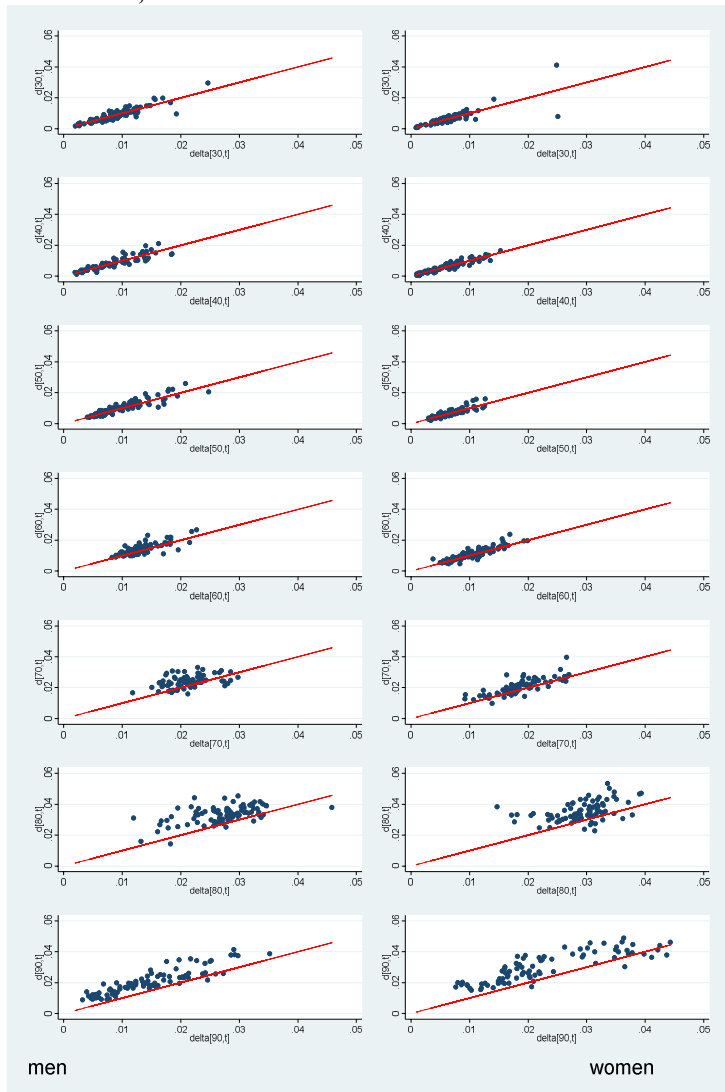 d[30,t]
0 .02 .04 .06
0 .01 .02 .03 .04 .05
delta[30,t]
d[30,t]
0 .02 .04 .06
0 .01 .02 .03 .04 .05
delta[30,t]
d[40,t]
0 .02 .04 .06
0 .01 .02 .03 .04 .05
delta[40,t]
d[40,t]
0 .02 .04 .06
0 .01 .02 .03 .04 .05
delta[40,t]
d[50,t]
0 .02 .04 .06
0 .01 .02 .03 .04 .05
delta[50,t]
d[50,t]
0 .02 .04 .06
0 .01 .02 .03 .04 .05
delta[50,t]
d[60,t]
0 .02 .04 .06
0 .01 .02 .03 .04 .05
delta[60,t]
d[60,t]
0 .02 .04 .06
0 .01 .02 .03 .04 .05
delta[60,t]
d[70,t]
0 .02 .04 .06
0 .01 .02 .03 .04 .05
delta[70,t]
d[70,t]
0 .02 .04 .06
0 .01 .02 .03 .04 .05
delta[70,t]
d[80,t]
0 .02 .04 .06
0 .01 .02 .03 .04 .05
delta[80,t]
d[80,t]
0 .02 .04 .06
0 .01 .02 .03 .04 .05
delta[80,t]
d[90,t]
0 .02 .04 .06
0 .01 .02 .03 .04 .05
delta[90,t]
d[90,t]
0 .02 .04 .06
0 .01 .02 .03 .04 .05
delta[90,t]
men
women